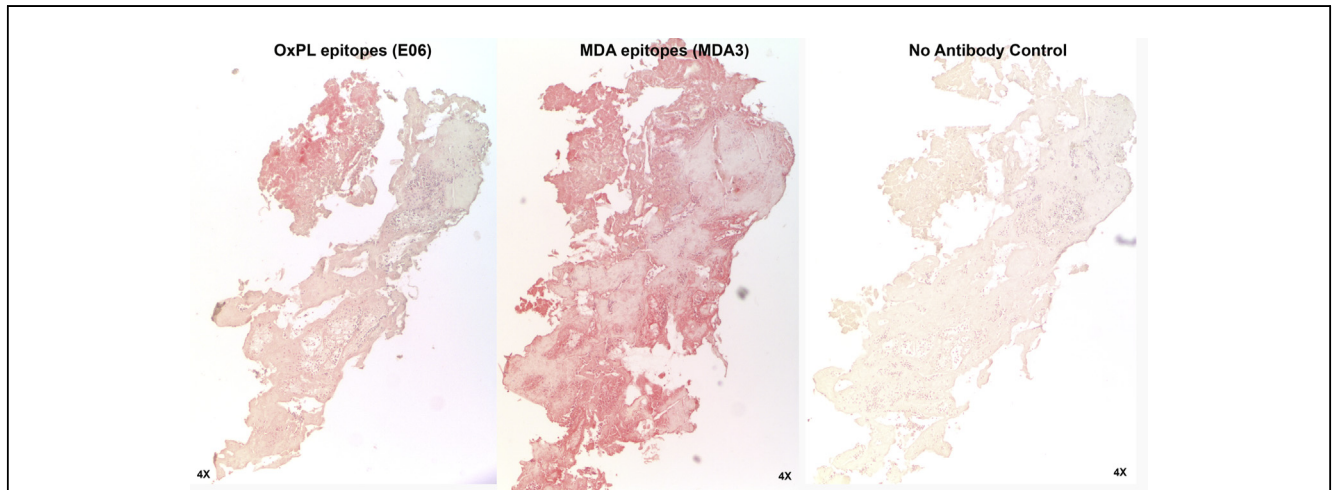 OxPL epitopes (E06)
MDA epitopes (MDA3)
No Antibody Control
4X
4X
4X